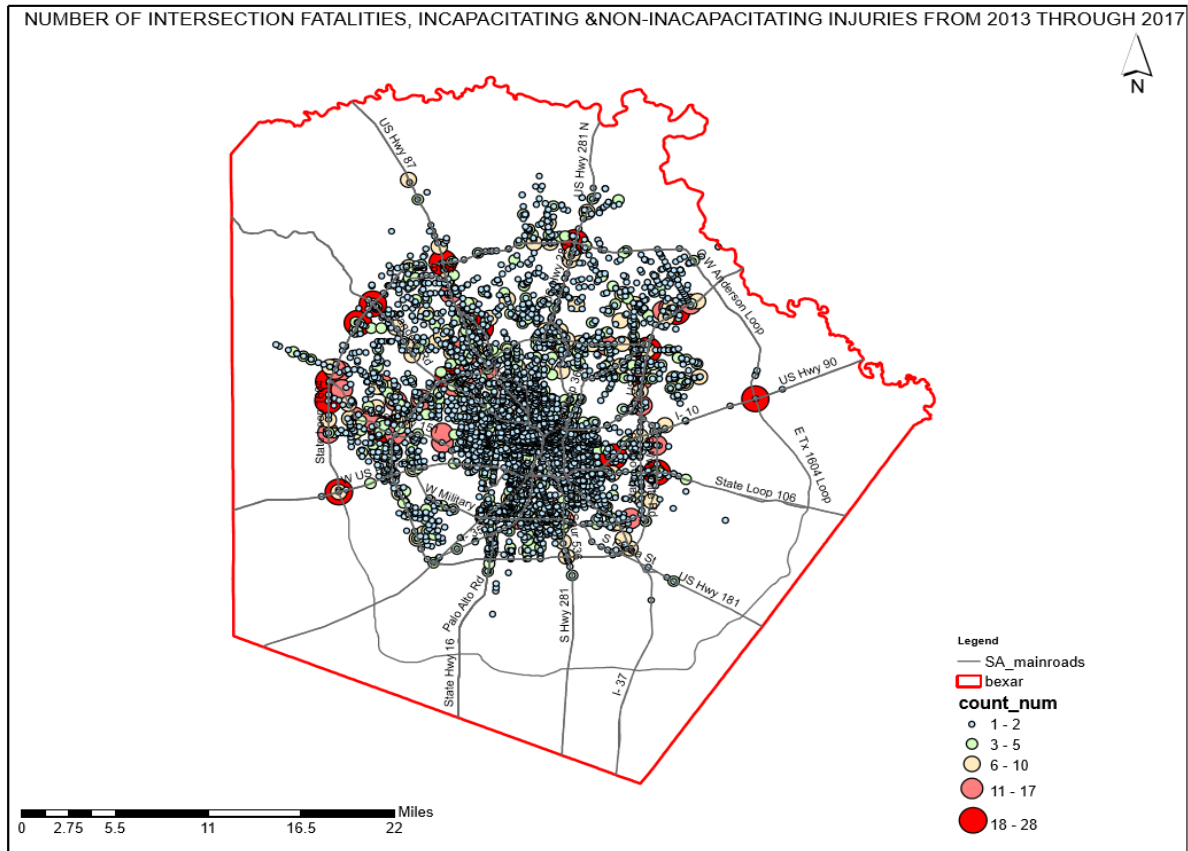 NUMBER OF INTERSECTION FATALITIES, INCAPACITATING &NON-INACAPACITATING INJURIES FROM 2013 THROUGH 2017
N
US Hwy 87
US Hwy 281 N
W Anderson Loop
US Hwy 90
I- 10
E Tx 1604 Loop
State Loop 106
W US
W Military
US Hwy 181
Palo Alto Rd
S Hwy 281
State Hwy 16
I- 37
Legend
SA_mainroads
bexar
count_num
1 - 2
3 - 5
6 - 10
11 - 17
18 - 28
Miles
0 2.75 5.5 11 16.5 22